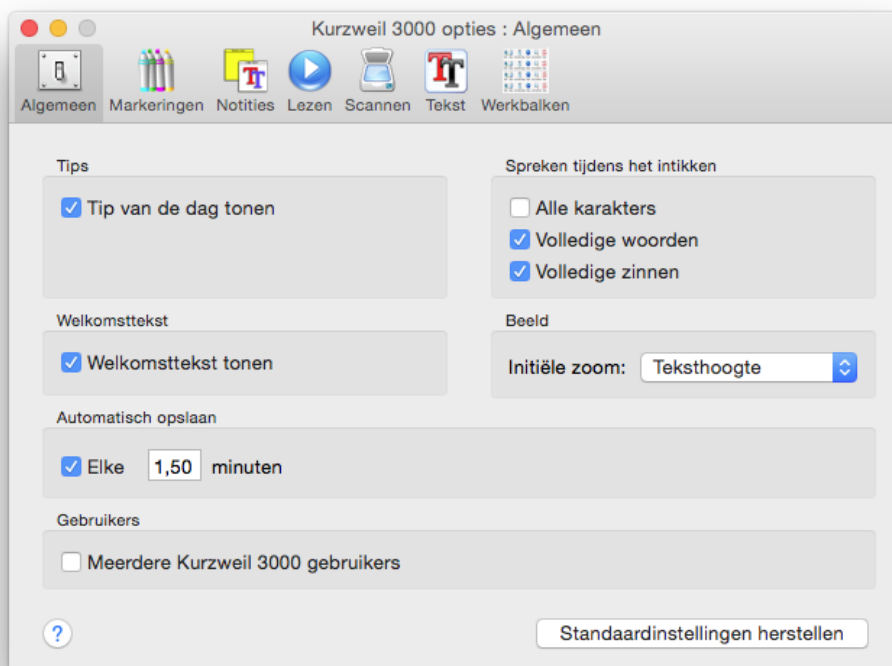 Kurzweil 3000 opties : Algemeen
Algemeen Markeringen Notities Lezen Scannen Tekst Werkbalken
Tips
Tip van de dag tonen
Spreken tijdens het intikken
Alle karakters
Volledige woorden
Volledige zinnen
Welkomsttekst
Welkomsttekst tonen
Beeld
Initiële zoom: Teksthoogte
Automatisch opslaan
Elke 1,50 minuten
Gebruikers
Meerdere Kurzweil 3000 gebruikers
? Standaardinstellingen herstellen